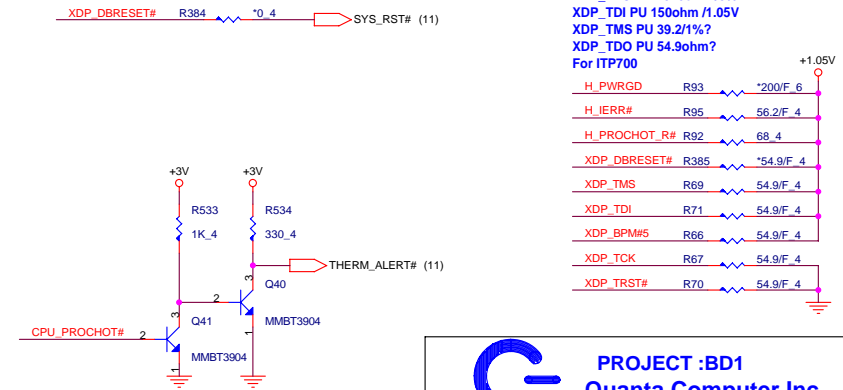 XDP_DBRESET# R384 *0_4 SYS_RST# (11)
XDP_TDI PU 150ohm /1.05V
XDP_TMS PU 39.2/1%?
XDP_TDO PU 54.9ohm?
For ITP700
+1.05V
H_PWRGD R93 *200/F_6
H_IERR# R95 56.2/F_4
H_PROCHOT_R# R92 68_4
XDP_DBRESET# R385 *54.9/F_4
XDP_TMS R69 54.9/F_4
XDP_TDI R71 54.9/F_4
XDP_BPM#5 R66 54.9/F_4
XDP_TCK R67 54.9/F_4
XDP_TRST# R70 54.9/F_4
+3V +3V
R533 R534
1K_4 330_4
THERM_ALERT# (11)
3 Q40
2
3 Q41 MMBT3904
1
CPU_PROCHOT# 2
MMBT3904
1
PROJECT :BD1
Quanta Computer Inc